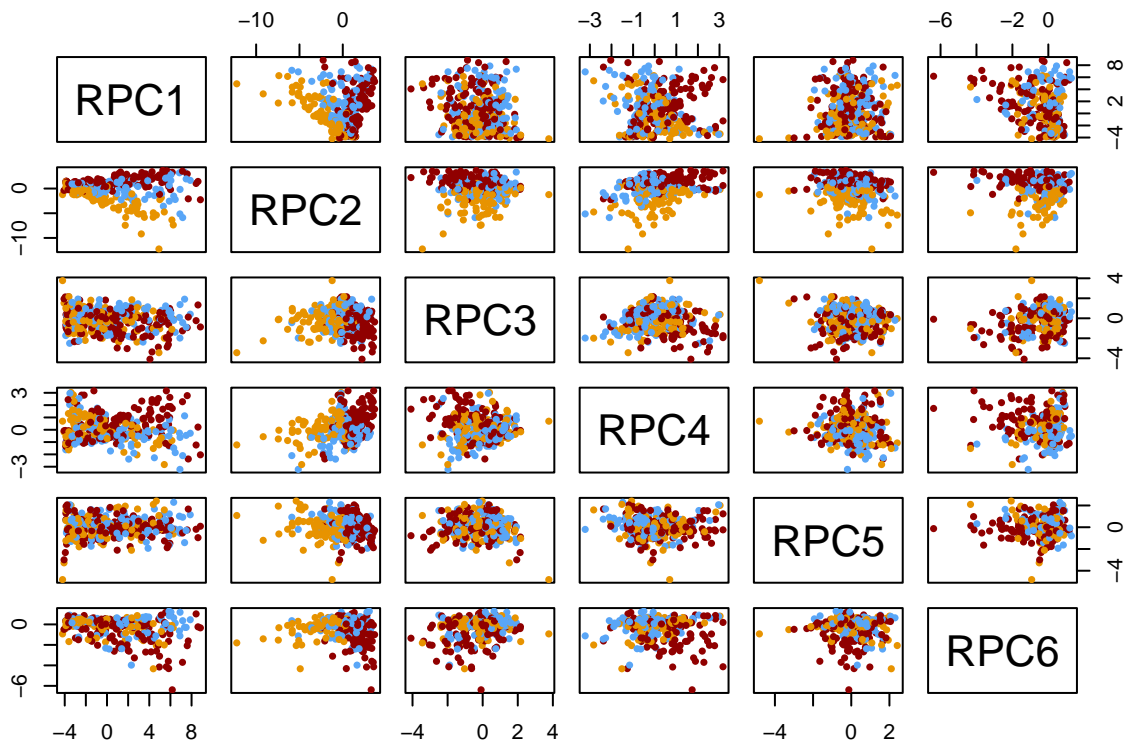 −10 0 −3 −1 1 3 −6 −2 0
RPC1 8 2 −4
0 −10 RPC2
RPC3 4 0 −4
3 0 −3 RPC4
RPC5 0 −4
0 −6 RPC6
−4 0 4 8 −4 0 2 4 −4 0 2